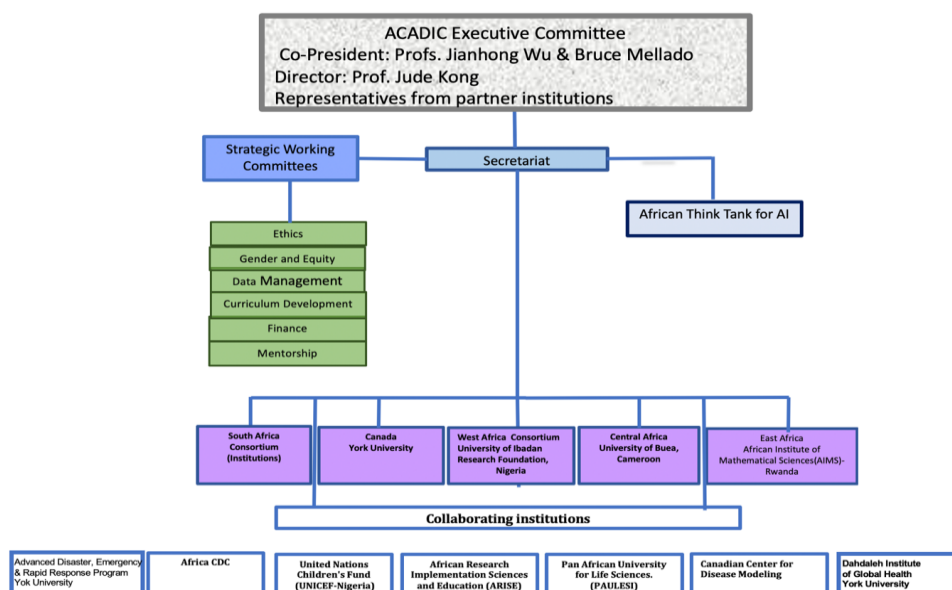 ACADIC Executive Committee
Co-President: Profs. Jianhong Wu & Bruce Mellado
Director: Prof. Jude Kong
Representatives from partner institutions
Strategic Working
Committees
Secretariat
African Think Tank for AI
Ethics
Gender and Equity
Data Management
Curriculum Development
Finance
Mentorship
South Africa
Consortium
(Institutions)
Canada
York University
West Africa Consortium
University of Ibadan
Research Foundation,
Nigeria
Central Africa
University of Buea,
Cameroon
East Africa
African Institute of
Mathematical Sciences(AIMS)-
Rwanda
Collaborating institutions
Advanced Disaster, Emergency
& Rapid Response Program
Yok University
Africa CDC
United Nations
Children's Fund
(UNICEF-Nigeria)
African Research
Implementation Sciences
and Education (ARISE)
Pan African University
for Life Sciences.
(PAULESI)
Canadian Center for
Disease Modeling
Dahdaleh Institute
of Global Health
York University